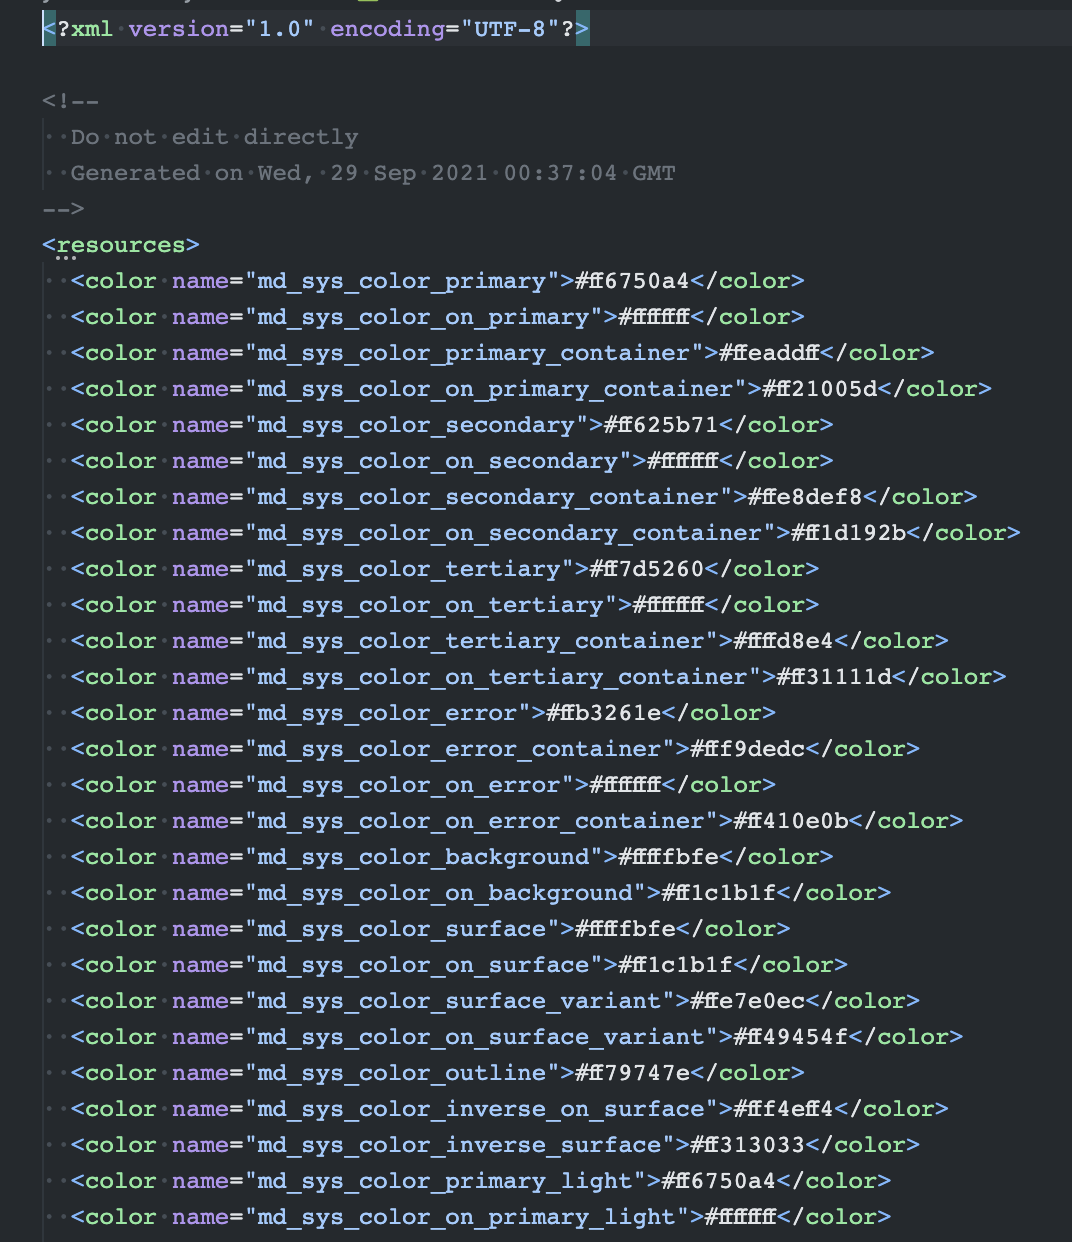 <?xml version="1.0" encoding="UTF-8"?>
<!--
Do not edit directly
Generated on Wed, 29 Sep 2021 00:37:04 GMT
-->
<resources>
<color name="md_sys_color_primary">#ff6750a4</color>
<color name="md_sys_color_on_primary">#ffffffff</color>
<color name="md_sys_color_primary_container">#ffeaddff</color>
<color name="md_sys_color_on_primary_container">#ff21005d</color>
<color name="md_sys_color_secondary">#ff625b71</color>
<color name="md_sys_color_on_secondary">#ffffffff</color>
<color name="md_sys_color_secondary_container">#ffe8def8</color>
<color name="md_sys_color_on_secondary_container">#ff1d192b</color>
<color name="md_sys_color_tertiary">#ff7d5260</color>
<color name="md_sys_color_on_tertiary">#ffffffff</color>
<color name="md_sys_color_tertiary_container">#ffffd8e4</color>
<color name="md_sys_color_on_tertiary_container">#ff31111d</color>
<color name="md_sys_color_error">#ffb3261e</color>
<color name="md_sys_color_error_container">#fff9dedc</color>
<color name="md_sys_color_on_error">#ffffffff</color>
<color name="md_sys_color_on_error_container">#ff410e0b</color>
<color name="md_sys_color_background">#fffffbfe</color>
<color name="md_sys_color_on_background">#ff1c1b1f</color>
<color name="md_sys_color_surface">#fffffbfe</color>
<color name="md_sys_color_on_surface">#ff1c1b1f</color>
<color name="md_sys_color_surface_variant">#ffe7e0ec</color>
<color name="md_sys_color_on_surface_variant">#ff49454f</color>
<color name="md_sys_color_outline">#ff79747e</color>
<color name="md_sys_color_inverse_on_surface">#fff4eff4</color>
<color name="md_sys_color_inverse_surface">#ff313033</color>
<color name="md_sys_color_primary_light">#ff6750a4</color>
<color name="md_sys_color_on_primary_light">#ffffffff</color>